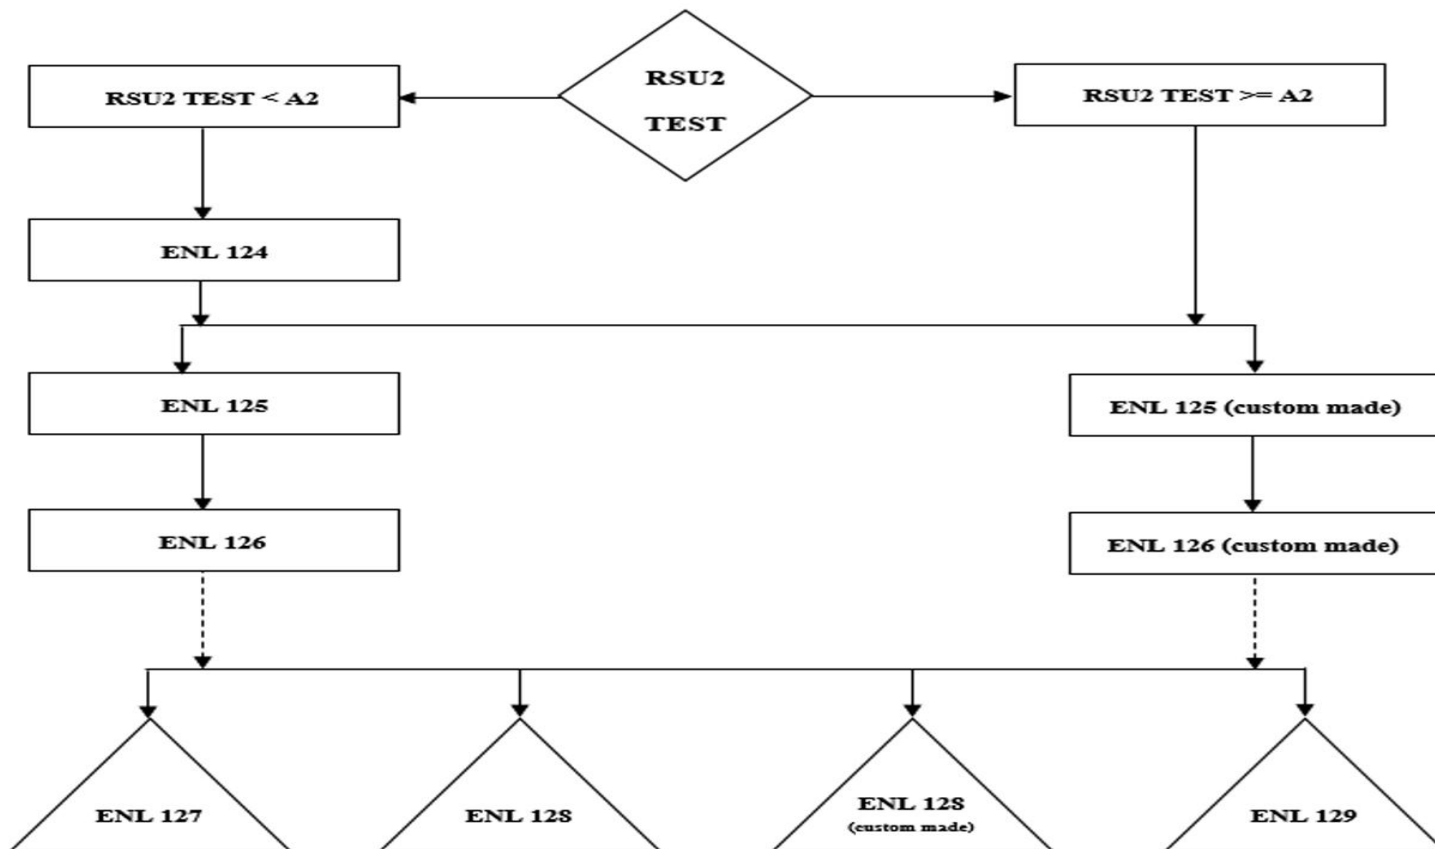 RSU2
TEST
RSU2 TEST < A2
RSU2 TEST >= A2
ENL 124
ENL 125
ENL 125 (custom made)
ENL 126
ENL 126 (custom made)
ENL 127
ENL 128
ENL 128
(custom made)
ENL 129